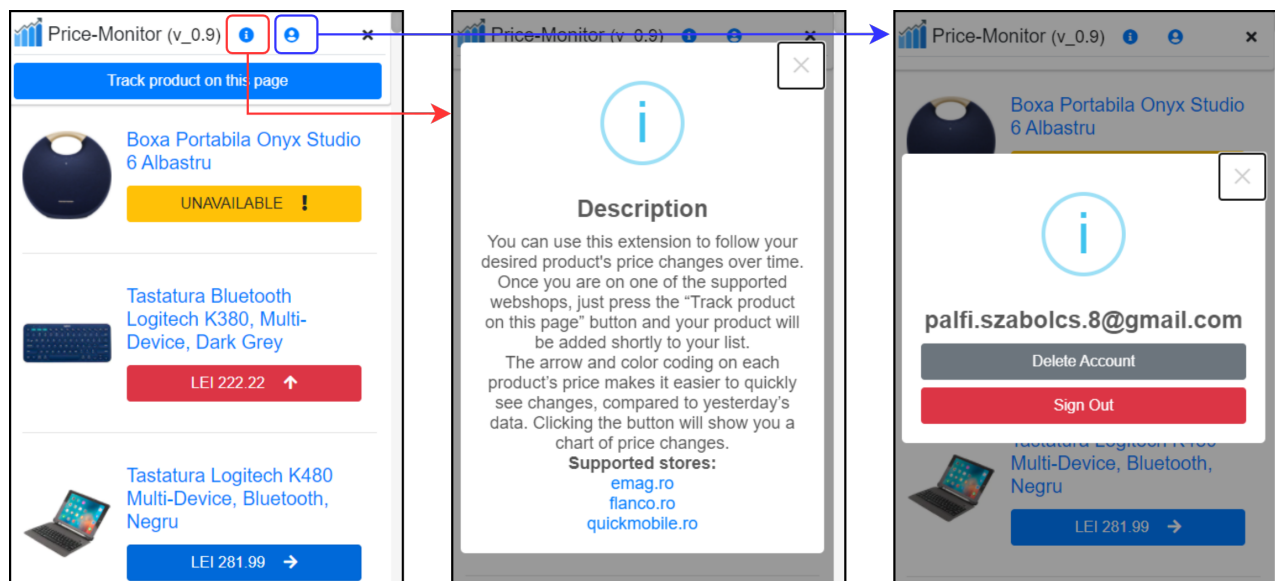 Price-Monitor (v_0.9)
Track product on this page
Boxa Portabila Onyx Studio
6 Albastru
UNAVAILABLE
Tastatura Bluetooth
Logitech K380, Multi-
Device, Dark Grey
LEI 222.22
Tastatura Logitech K480
Multi-Device, Bluetooth,
Negru
LEI 281.99
Price-Monitor (v_0.9)
Description
You can use this extension to follow your
desired product's price changes over time.
Once you are on one of the supported
webshops, just press the “Track product
on this page” button and your product will
be added shortly to your list.
The arrow and color coding on each
product’s price makes it easier to quickly
see changes, compared to yesterday’s
data. Clicking the button will show you a
chart of price changes.
Supported stores:
emag.ro
flanco.ro
quickmobile.ro
Price-Monitor (v_0.9)
Boxa Portabila Onyx Studio
6 Albastru
palfi.szabolcs.8@gmail.com
Delete Account
Sign Out
Tastatura Logitech K480
Multi-Device, Bluetooth,
Negru
LEI 281.99